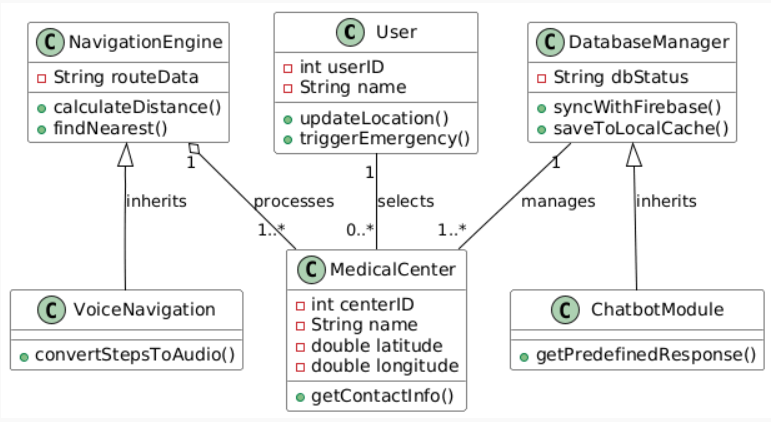 C NavigationEngine
String routeData
calculateDistance()
findNearest()
C User
int userID
String name
updateLocation()
triggerEmergency()
C DatabaseManager
String dbStatus
syncWithFirebase()
saveToLocalCache()
1
1
1
inherits
processes
selects
manages
inherits
1..*
0..*
1..*
C VoiceNavigation
convertStepsToAudio()
C MedicalCenter
int centerID
String name
double latitude
double longitude
getContactInfo()
C ChatbotModule
getPredefinedResponse()